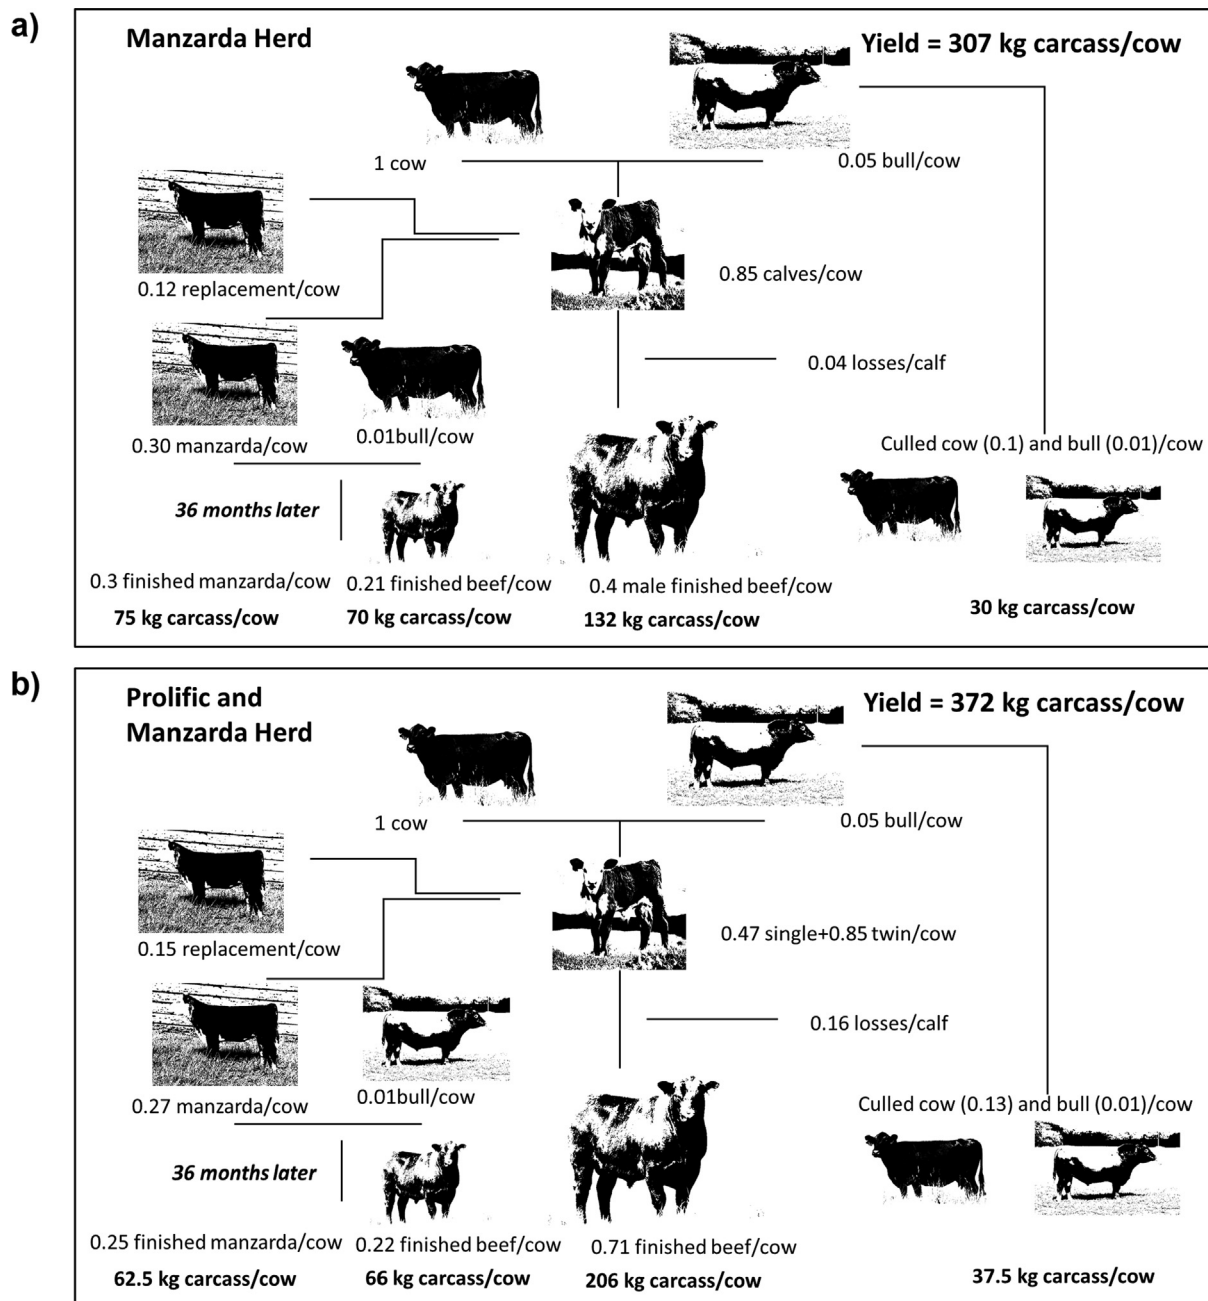 a)
Manzarda Herd
Yield = 307 kg carcass/cow
1 cow
0.05 bull/cow
0.12 replacement/cow
0.85 calves/cow
0.04 losses/calf
0.30 manzarda/cow
0.01bull/cow
Culled cow (0.1) and bull (0.01)/cow
36 months later
0.3 finished manzarda/cow
75 kg carcass/cow
0.21 finished beef/cow
70 kg carcass/cow
0.4 male finished beef/cow
132 kg carcass/cow
30 kg carcass/cow
b)
Prolific and
Manzarda Herd
Yield = 372 kg carcass/cow
1 cow
0.05 bull/cow
0.15 replacement/cow
0.47 single+0.85 twin/cow
0.16 losses/calf
0.27 manzarda/cow
0.01bull/cow
Culled cow (0.13) and bull (0.01)/cow
36 months later
0.25 finished manzarda/cow
62.5 kg carcass/cow
0.22 finished beef/cow
66 kg carcass/cow
0.71 finished beef/cow
206 kg carcass/cow
37.5 kg carcass/cow